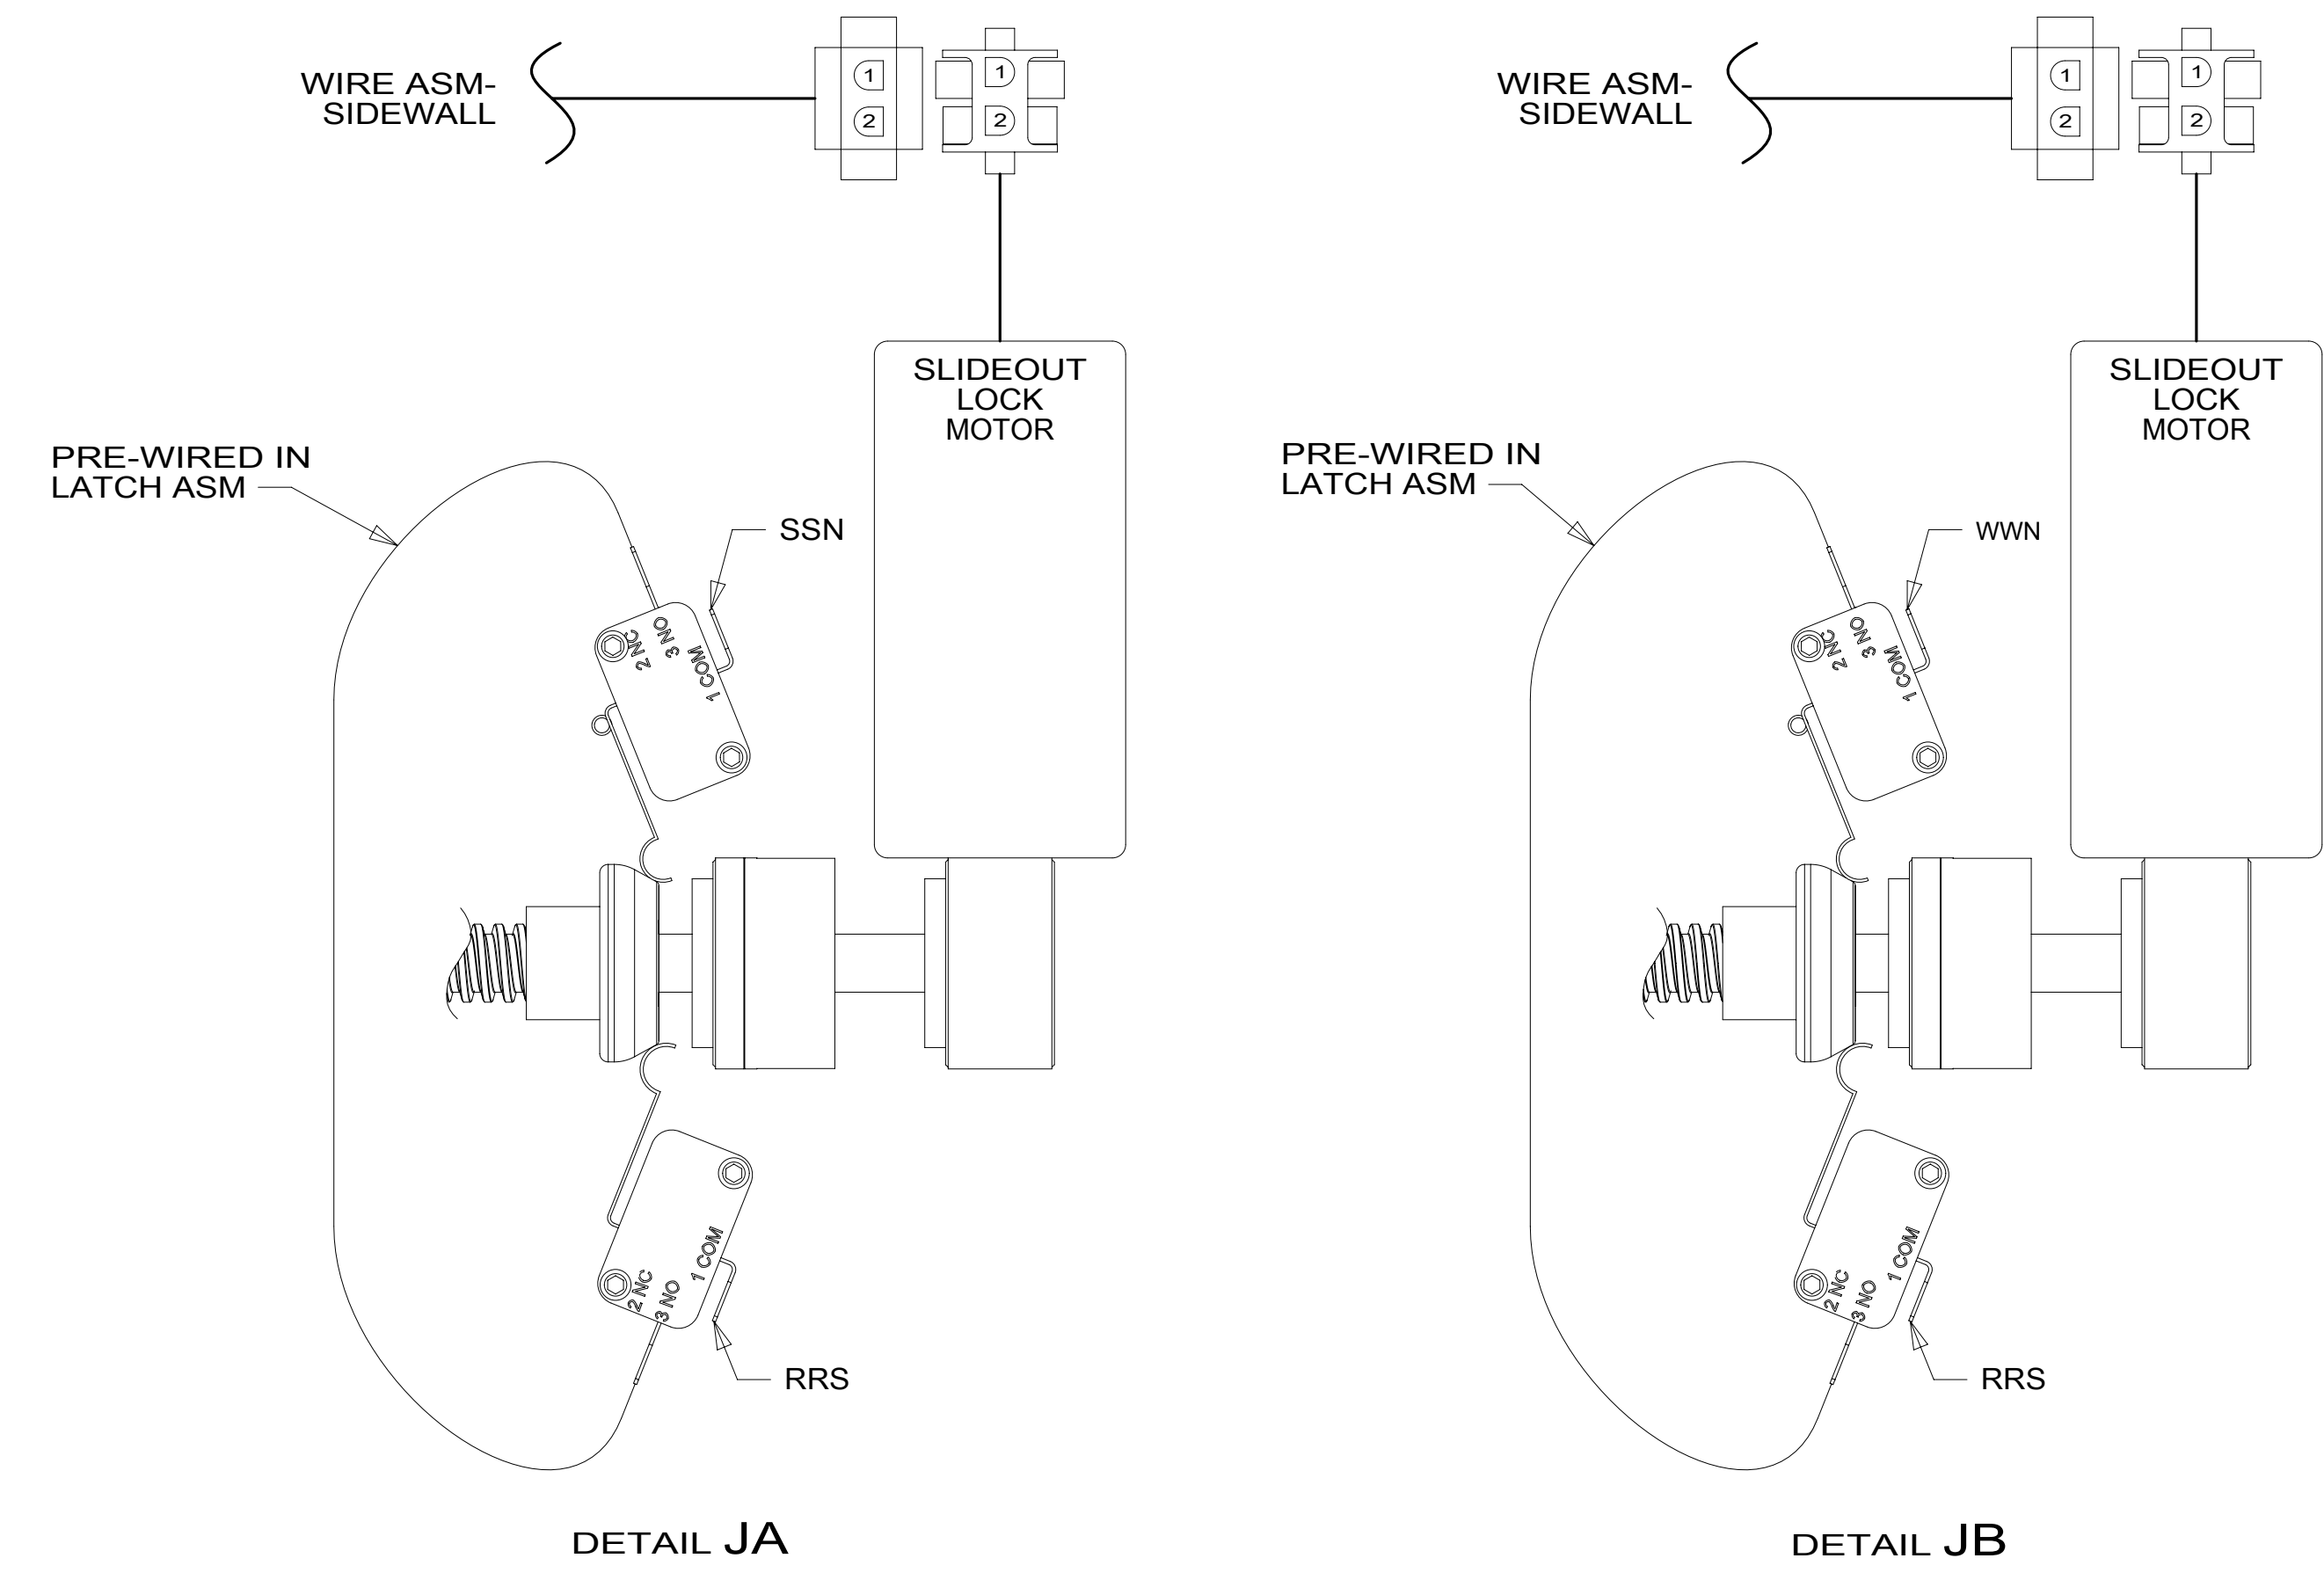 WIRE ASM-
SIDEWALL
1
2
1
2
SLIDEOUT
LOCK
MOTOR
PRE-WIRED IN
LATCH ASM
SSN
2 NC
3 NO
1 COM
1 COM
2 NC
3 NO
RRS
DETAIL JA
WIRE ASM-
SIDEWALL
1
2
1
2
SLIDEOUT
LOCK
MOTOR
PRE-WIRED IN
LATCH ASM
WWN
2 NC
3 NO
1 COM
1 COM
2 NC
3 NO
RRS
DETAIL JB